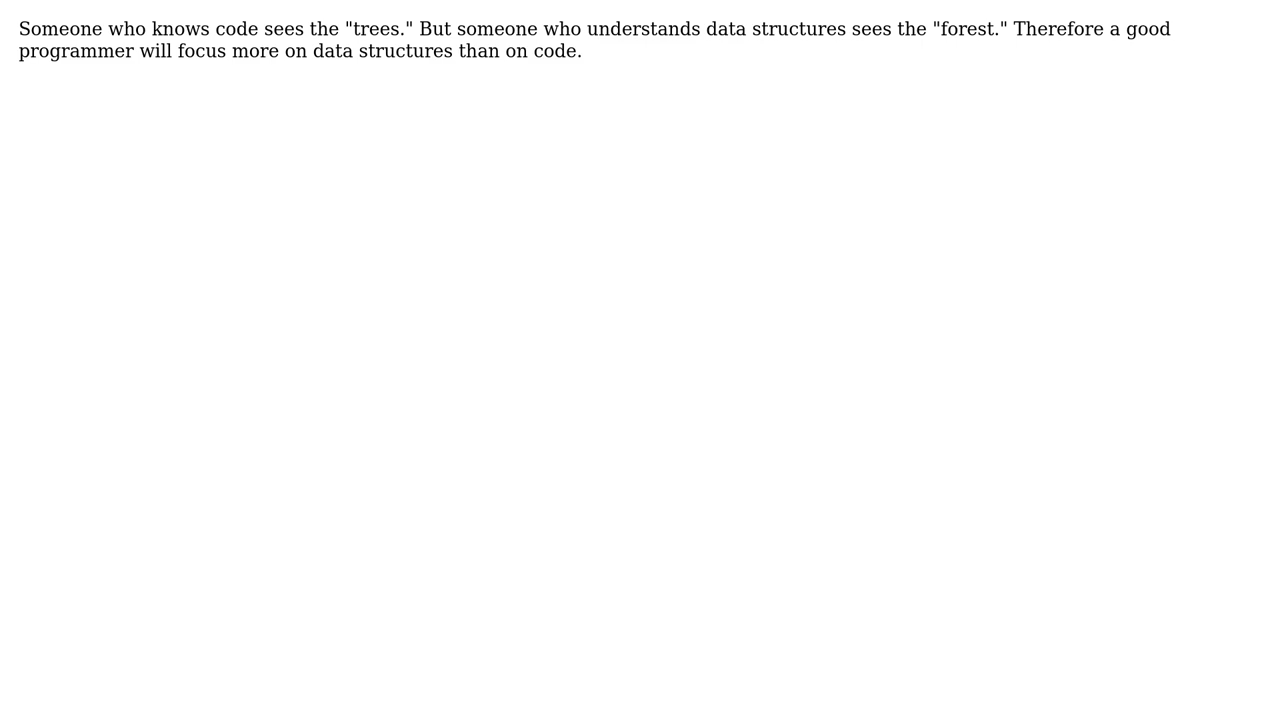 Someone who knows code sees the "trees." But someone who understands data structures sees the "forest." Therefore a good
programmer will focus more on data structures than on code.